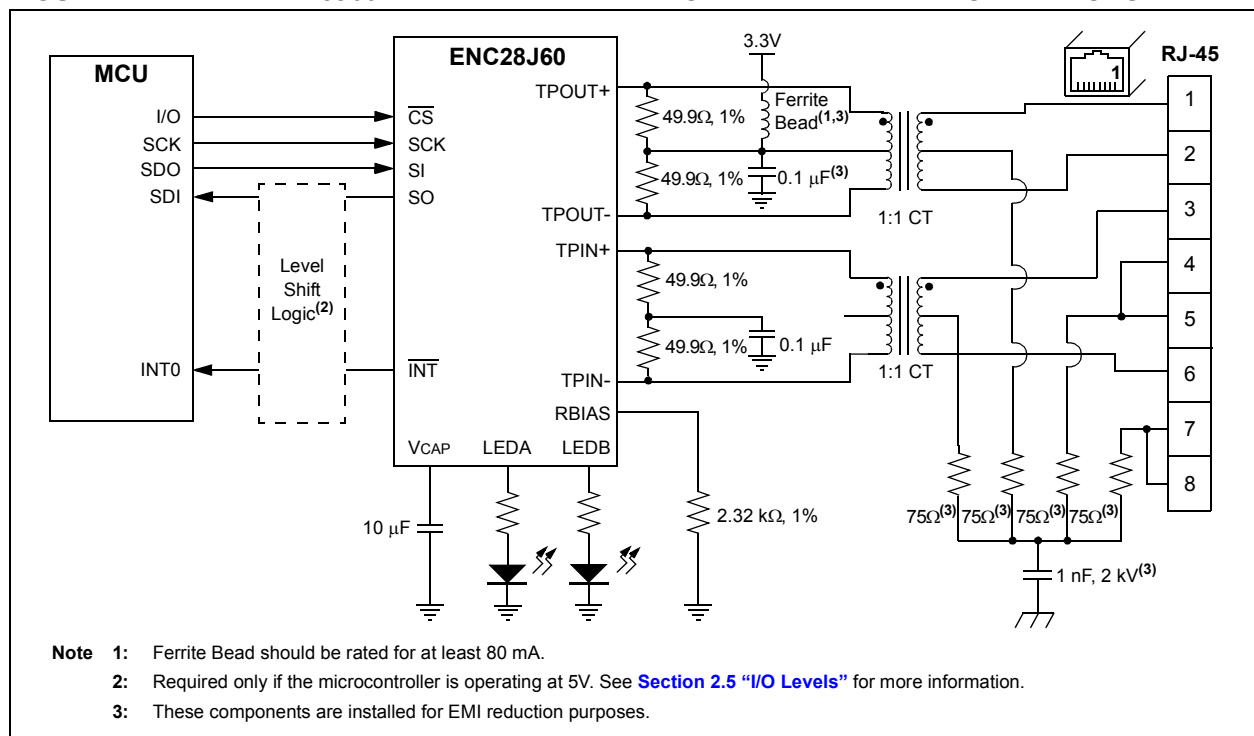 3.3V
RJ-45
MCU
ENC28J60
1
I/O
SCK
SDO
SDI
INT0
Level
Shift
Logic(2)
CS
SCK
SI
SO
INT
TPOUT+
TPOUT-
TPIN+
TPIN-
RBIAS
VCAP
LEDA
LEDB
49.9Ω, 1%
49.9Ω, 1%
Ferrite
Bead(1,3)
0.1 µF(3)
1:1 CT
49.9Ω, 1%
49.9Ω, 1%
0.1 µF
1:1 CT
1
2
3
4
5
6
7
8
10 µF
2.32 kΩ, 1%
75Ω(3) 75Ω(3) 75Ω(3) 75Ω(3)
1 nF, 2 kV(3)
Note 1: Ferrite Bead should be rated for at least 80 mA.
2: Required only if the microcontroller is operating at 5V. See Section 2.5 “I/O Levels” for more information.
3: These components are installed for EMI reduction purposes.